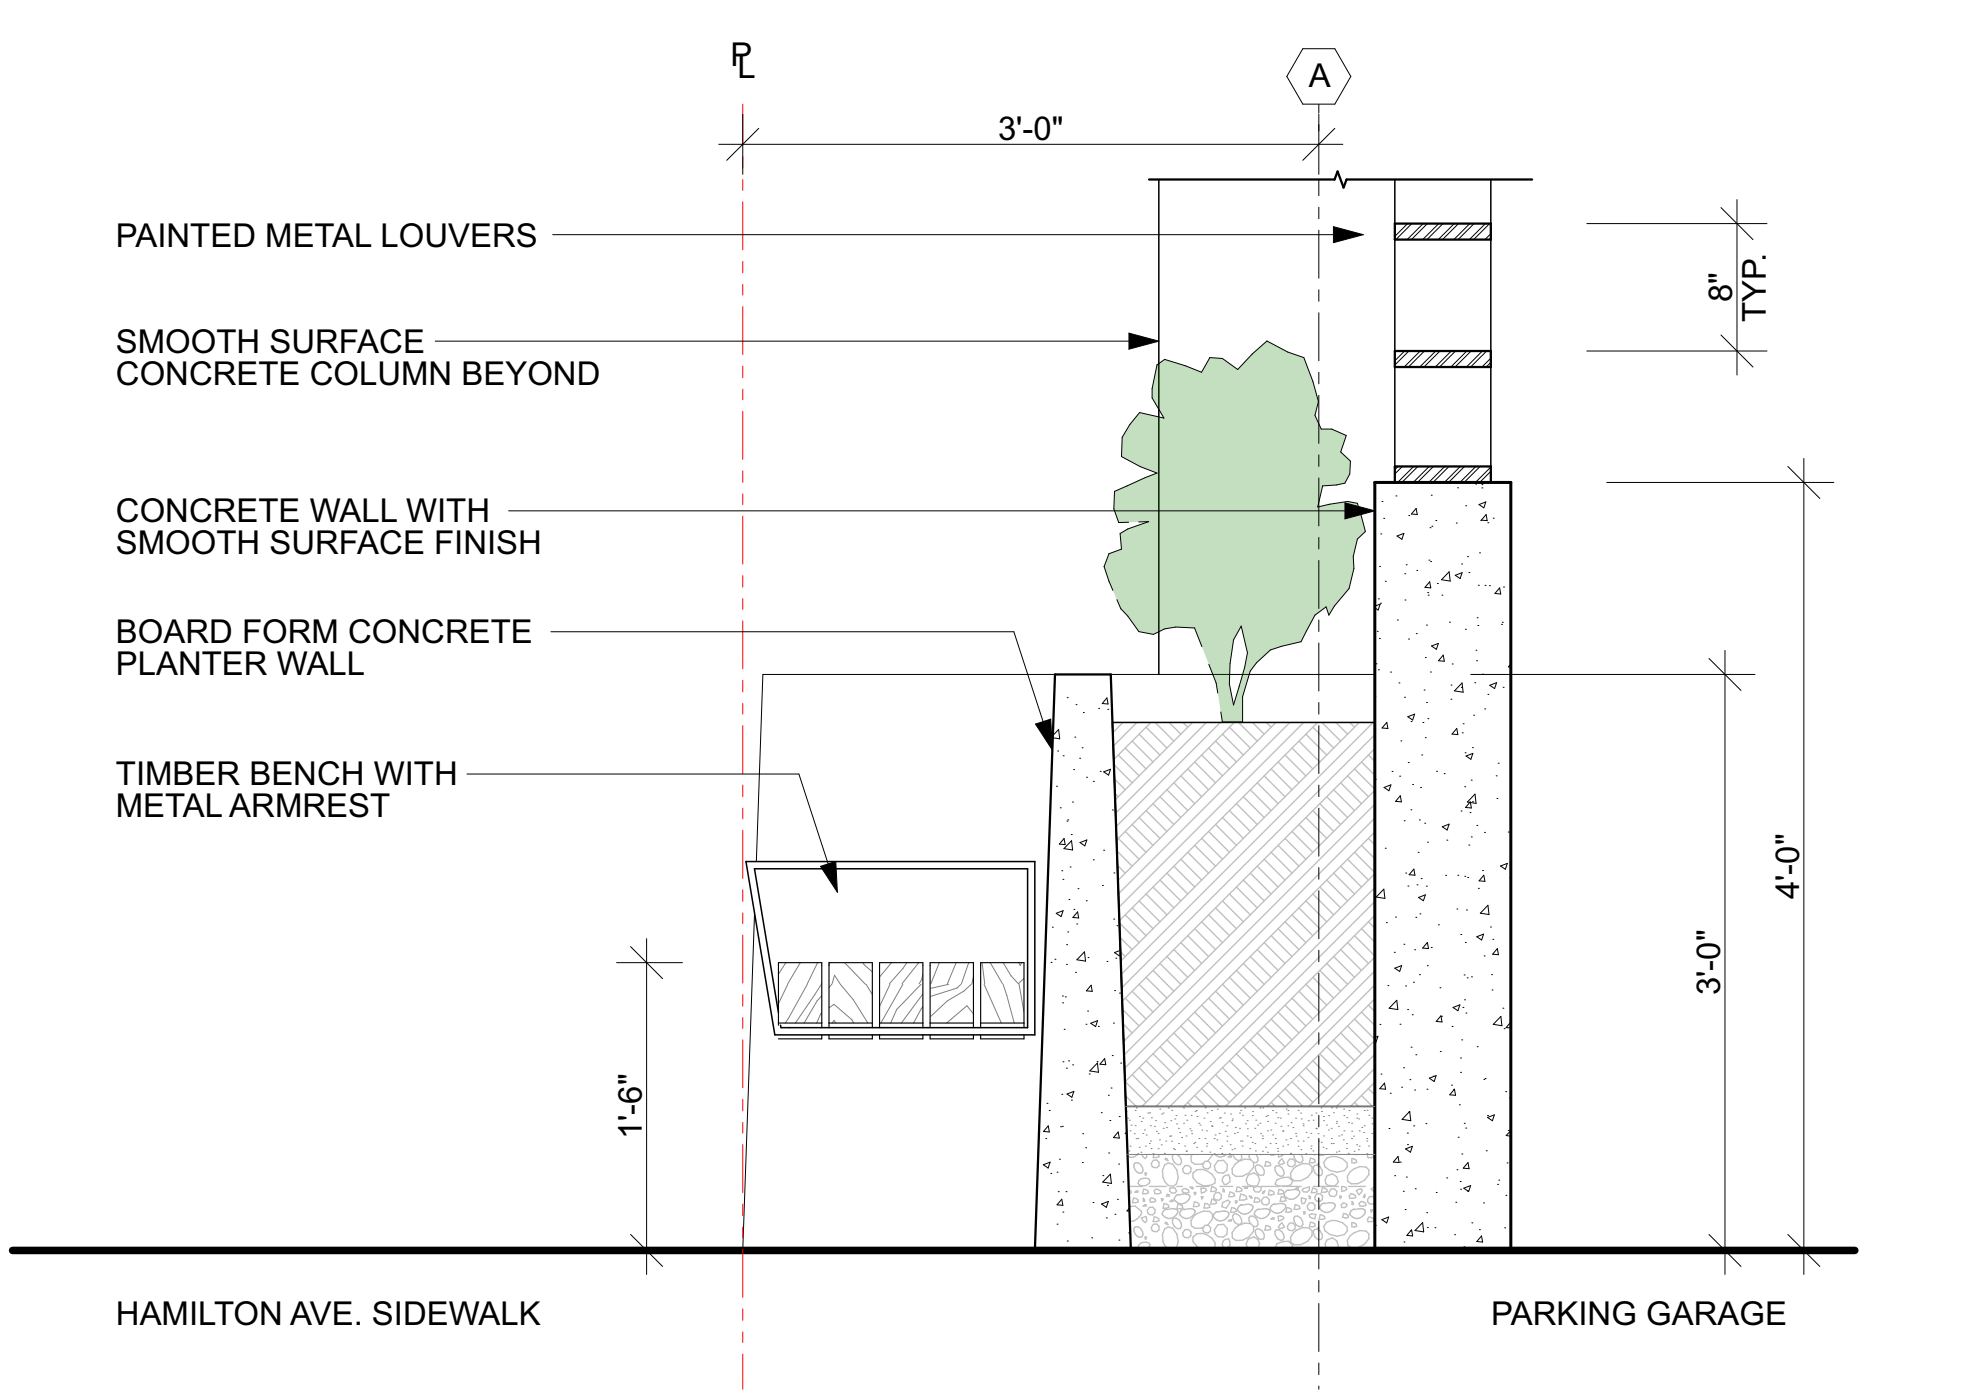 PL
A
3'-0"
PAINTED METAL LOUVERS
8"
TYP.
SMOOTH SURFACE
CONCRETE COLUMN BEYOND
CONCRETE WALL WITH
SMOOTH SURFACE FINISH
BOARD FORM CONCRETE
PLANTER WALL
TIMBER BENCH WITH
METAL ARMREST
4'-0"
3'-0"
1'-6"
HAMILTON AVE. SIDEWALK
PARKING GARAGE